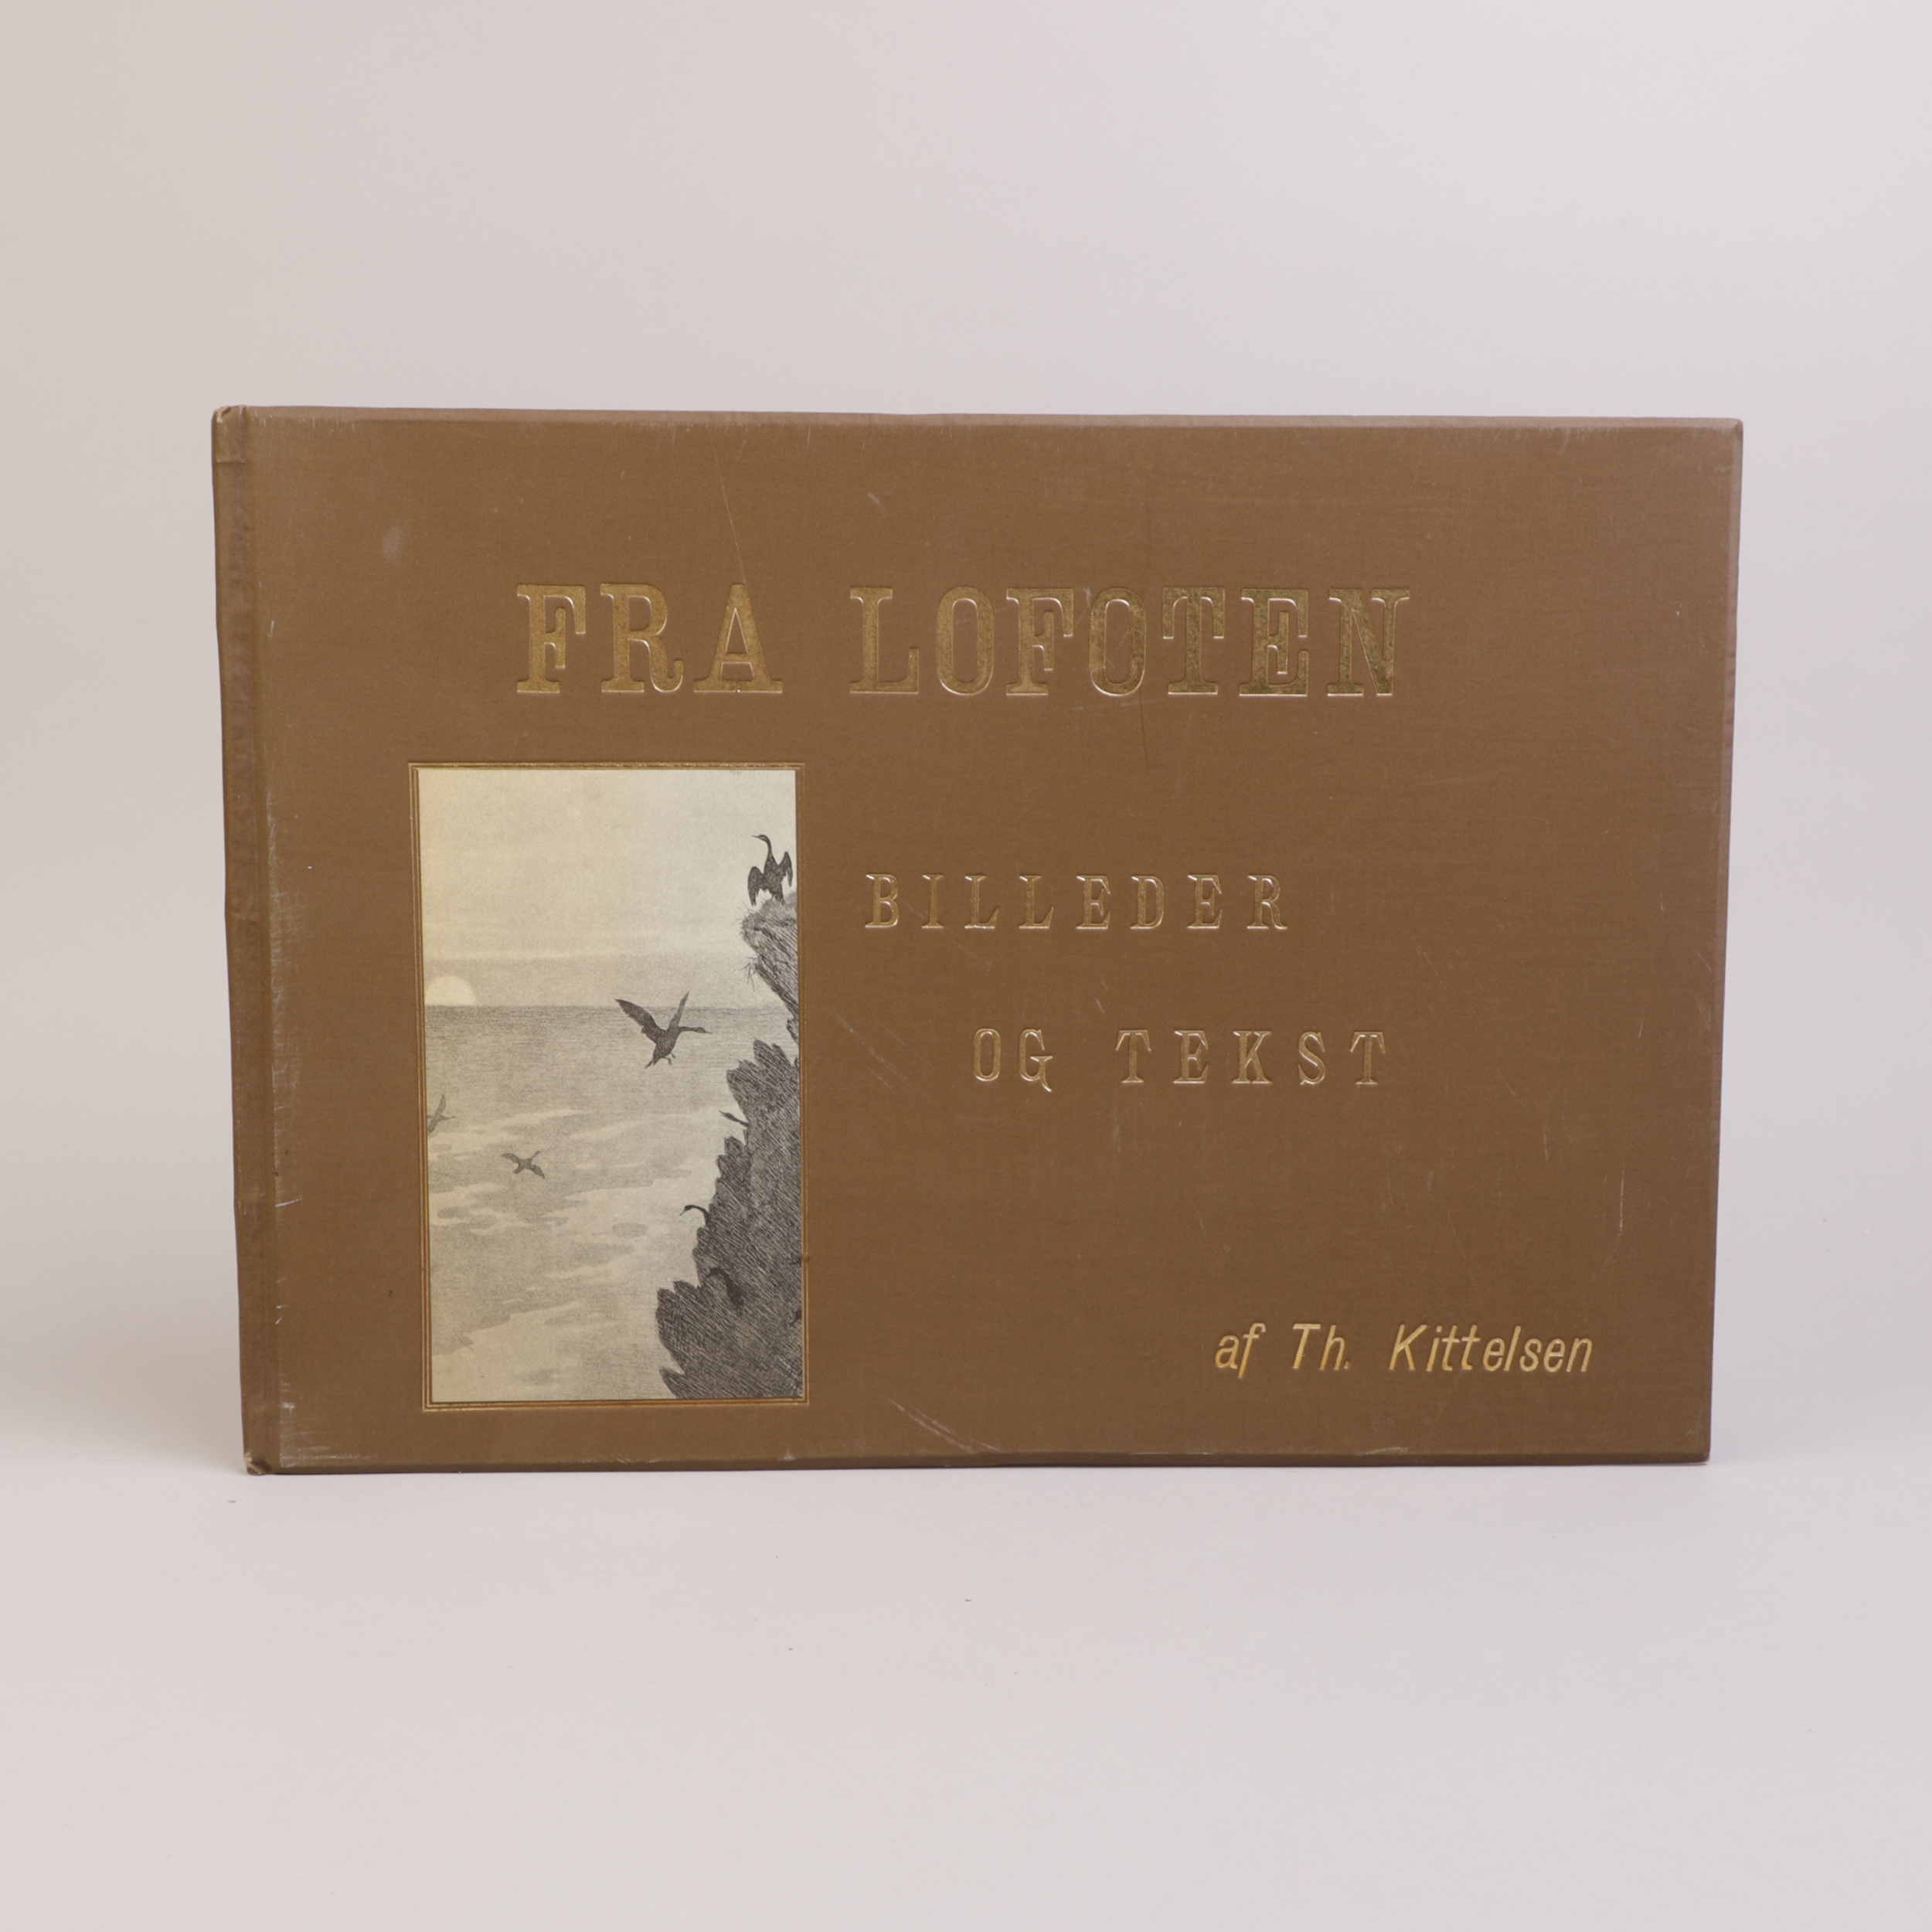 FRA LOFOTEN
BILLEDER
OG TEKST
af Th. Kittelsen